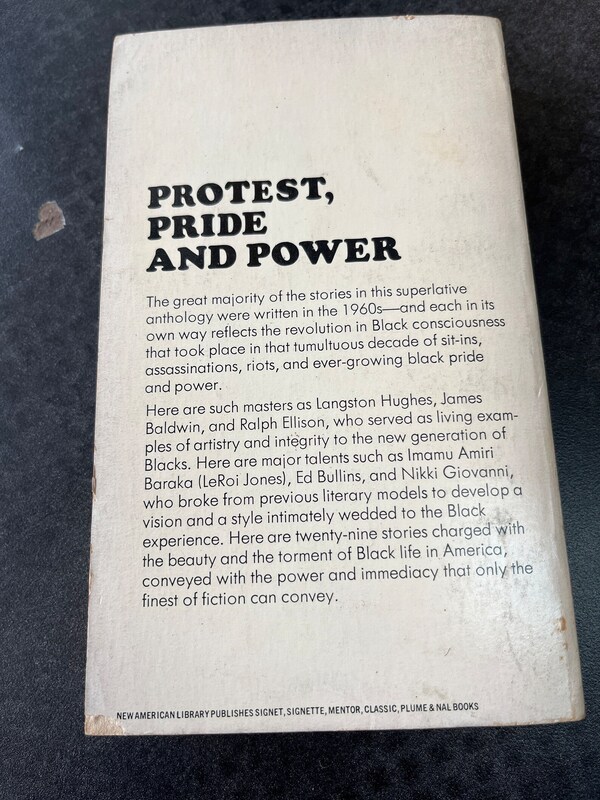 PROTEST,
PRIDE
AND POWER
The great majority of the stories in this superlative
anthology were written in the 1960s—and each in its
own way reflects the revolution in Black consciousness
that took place in that tumultuous decade of sit-ins,
assassinations, riots, and ever-growing black pride
and power.
Here are such masters as Langston Hughes, James
Baldwin, and Ralph Ellison, who served as living exam-
ples of artistry and integrity to the new generation of
Blacks. Here are major talents such as Imamu Amiri
Baraka (LeRoi Jones), Ed Bullins, and Nikki Giovanni,
who broke from previous literary models to develop a
vision and a style intimately wedded to the Black
experience. Here are twenty-nine stories charged with
the beauty and the torment of Black life in America,
conveyed with the power and immediacy that only the
finest of fiction can convey.
NEW AMERICAN LIBRARY PUBLISHES SIGNET, SIGNETTE, MENTOR, CLASSIC, PLUME & NAL BOOKS